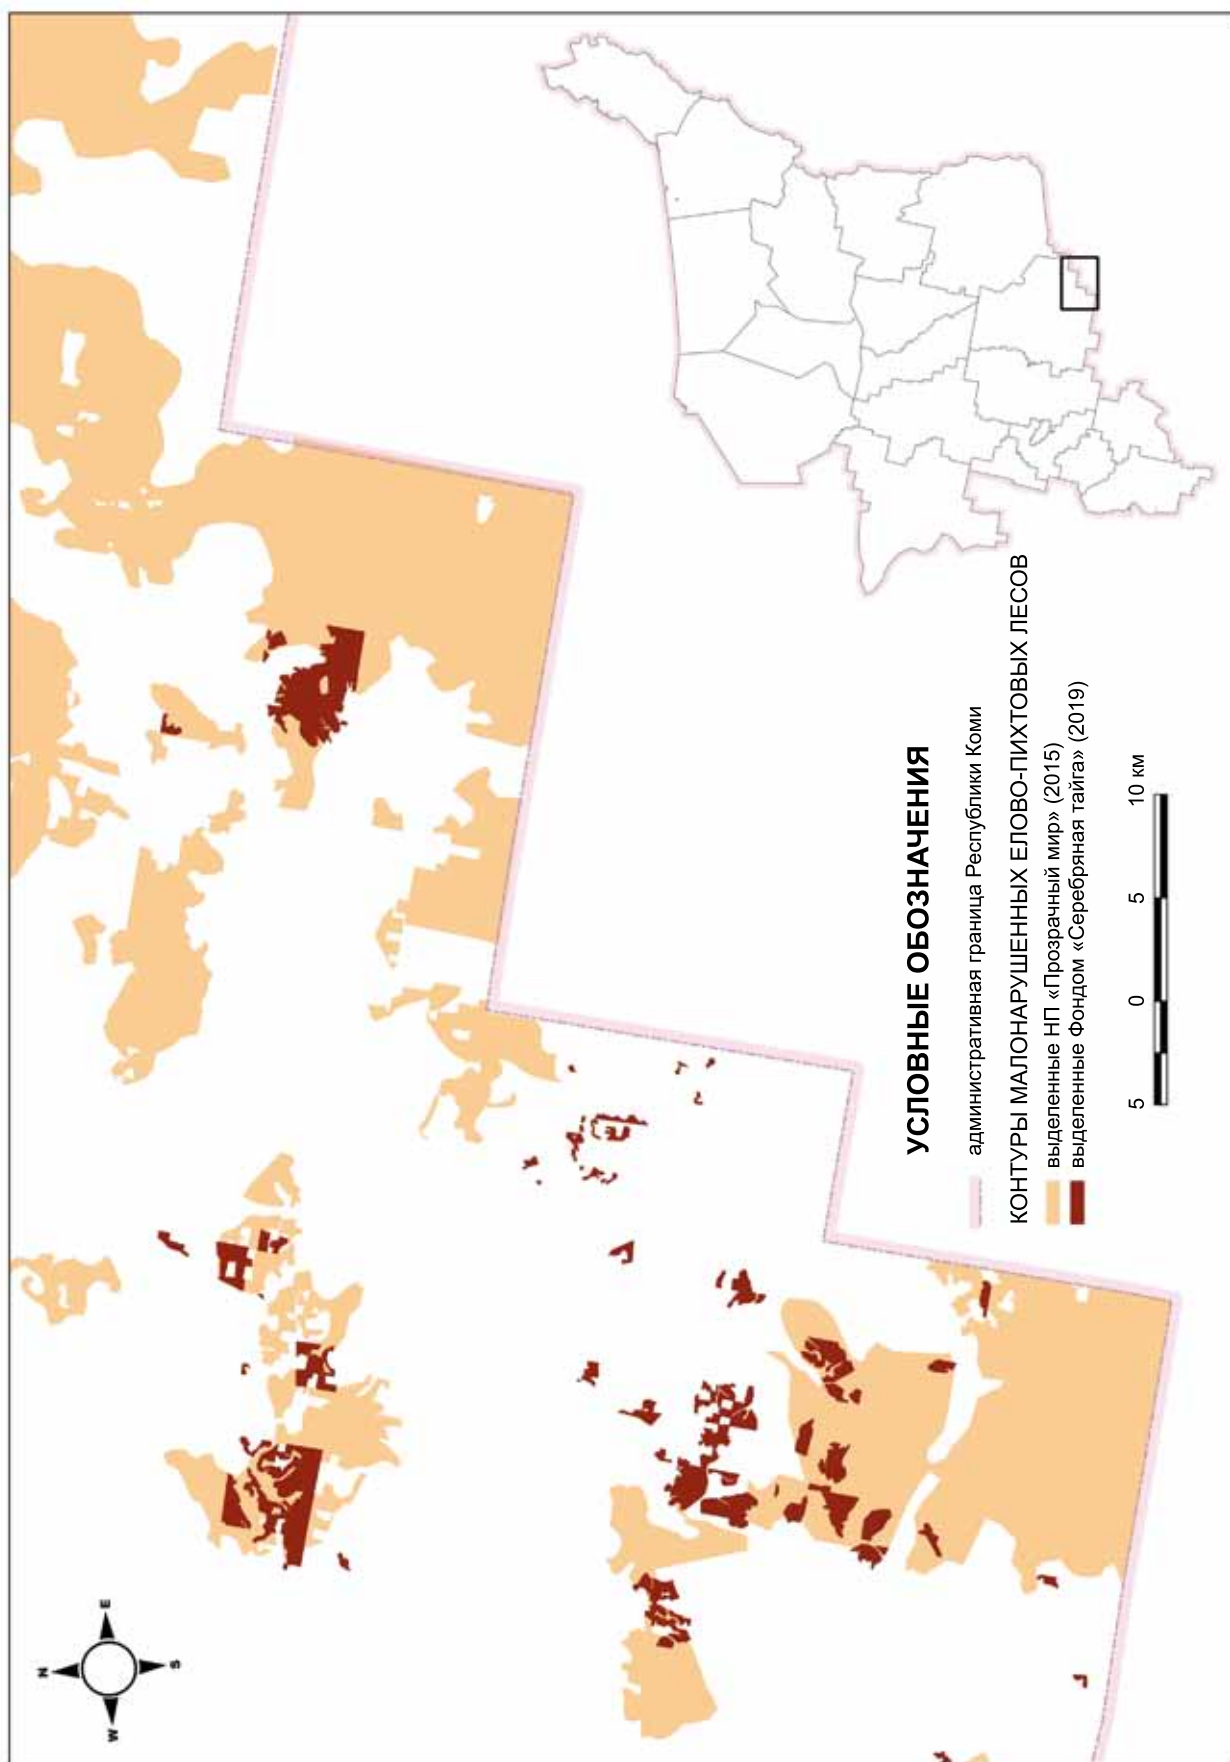 N
W
E
S
УСЛОВНЫЕ ОБОЗНАЧЕНИЯ
административная граница Республики Коми
КОНТУРЫ МАЛОНАРУШЕННЫХ ЕЛОВО-ПИХТОВЫХ ЛЕСОВ
выделенные НП «Прозрачный мир» (2015)
выделенные Фондом «Серебряная тайга» (2019)
5 0 5 10 км